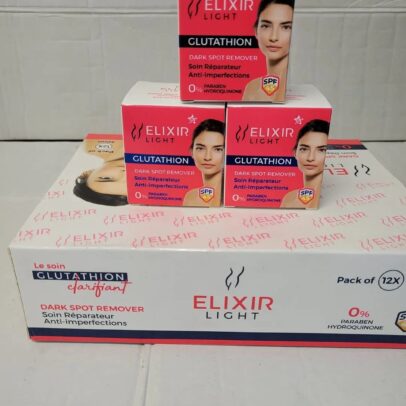 ELIXIR
LIGHT
GLUTATHION
DARK SPOT REMOVER
Soin Réparateur
Anti-imperfections
0% PARABEN
HYDROQUINONE
SPF
ELIXIR
LIGHT
GLUTATHION
DARK SPOT REMOVER
Soin Réparateur
Anti-imperfections
0% PARABEN
HYDROQUINONE
SPF
ELIXIR
LIGHT
GLUTATHION
DARK SPOT REMOVER
Soin Réparateur
Anti-imperfections
0% PARABEN
HYDROQUINONE
SPF
Le soin
GLUTATHION
clarifiant
DARK SPOT REMOVER
Soin Réparateur
Anti-imperfections
ELIXIR
LIGHT
Pack of 12X
0%
PARABEN
HYDROQUINONE